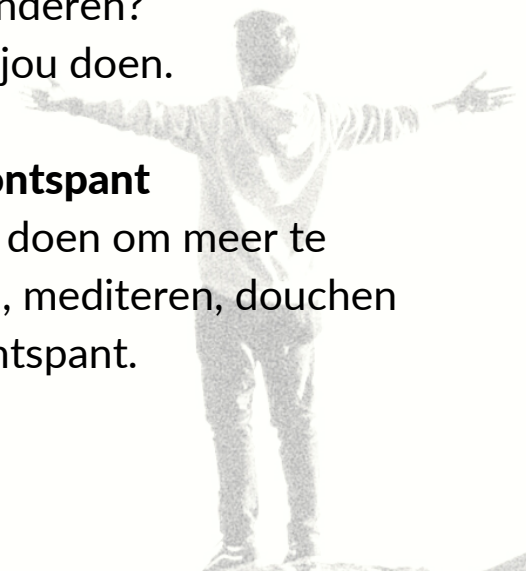 nderen?
jou doen.
ontspant
doen om meer te
, mediteren, douchen
ntspant.